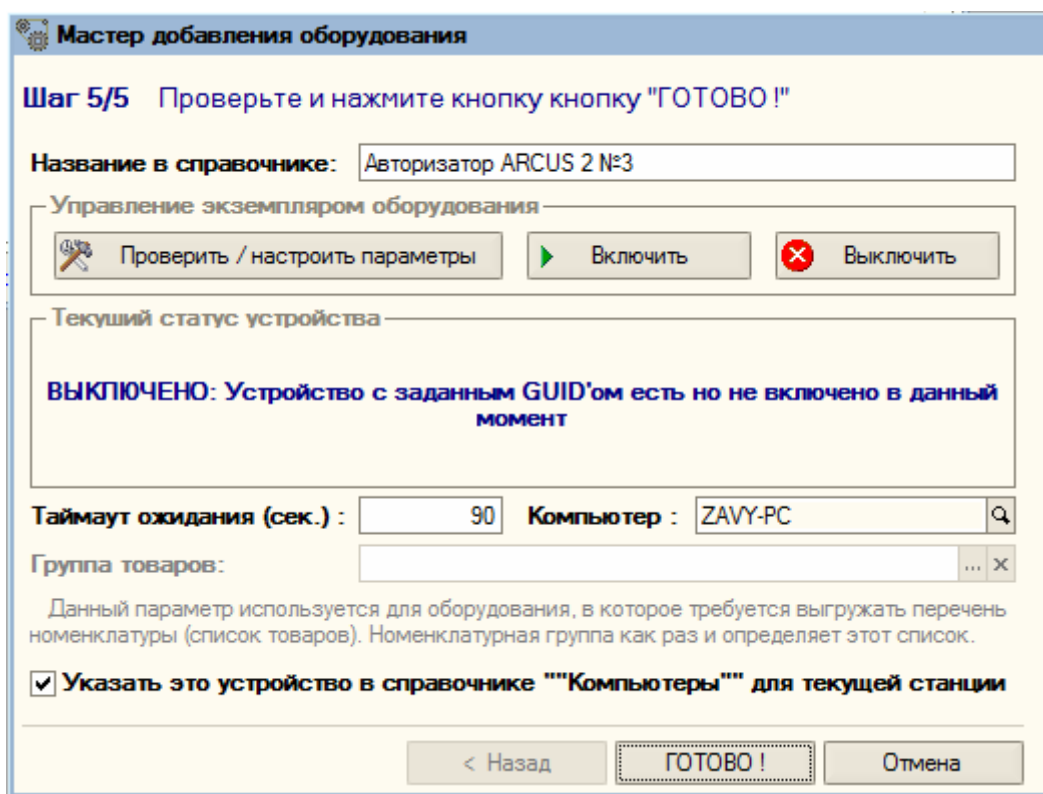 Мастер добавления оборудования
Шаг 5/5 Проверьте и нажмите кнопку кнопку "ГОТОВО !"
Название в справочнике: Авторизатор ARCUS 2 №3
Управление экземпляром оборудования
Проверить / настроить параметры Включить Выключить
Текуший статус устройства
ВЫКЛЮЧЕНО: Устройство с заданным GUID'ом есть но не включено в данный
момент
Таймаут ожидания (сек.) : 90 Компьютер : ZAVY-PC
Группа товаров: ... x
Данный параметр используется для оборудования, в которое требуется выгружать перечень
номенклатуры (список товаров). Номенклатурная группа как раз и определяет этот список.
Указать это устройство в справочнике ""Компьютеры"" для текущей станции
< Назад ГОТОВО ! Отмена